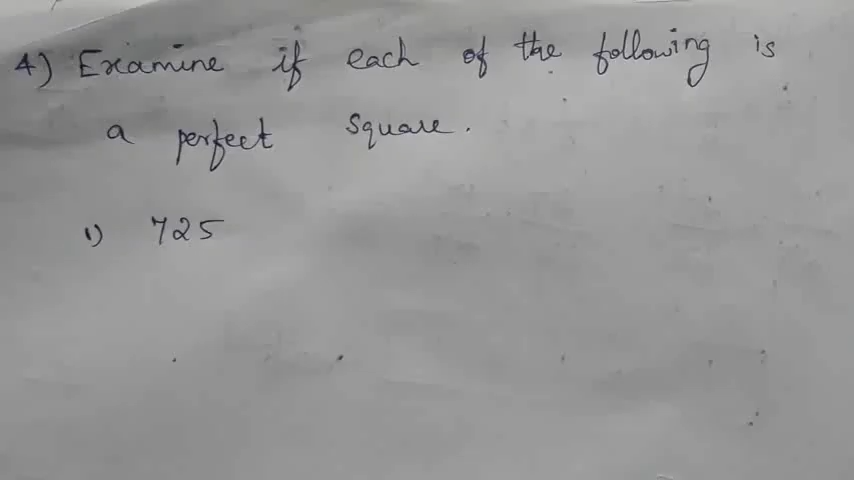 4) Examine if each of the following is
a perfect square.
1) 725